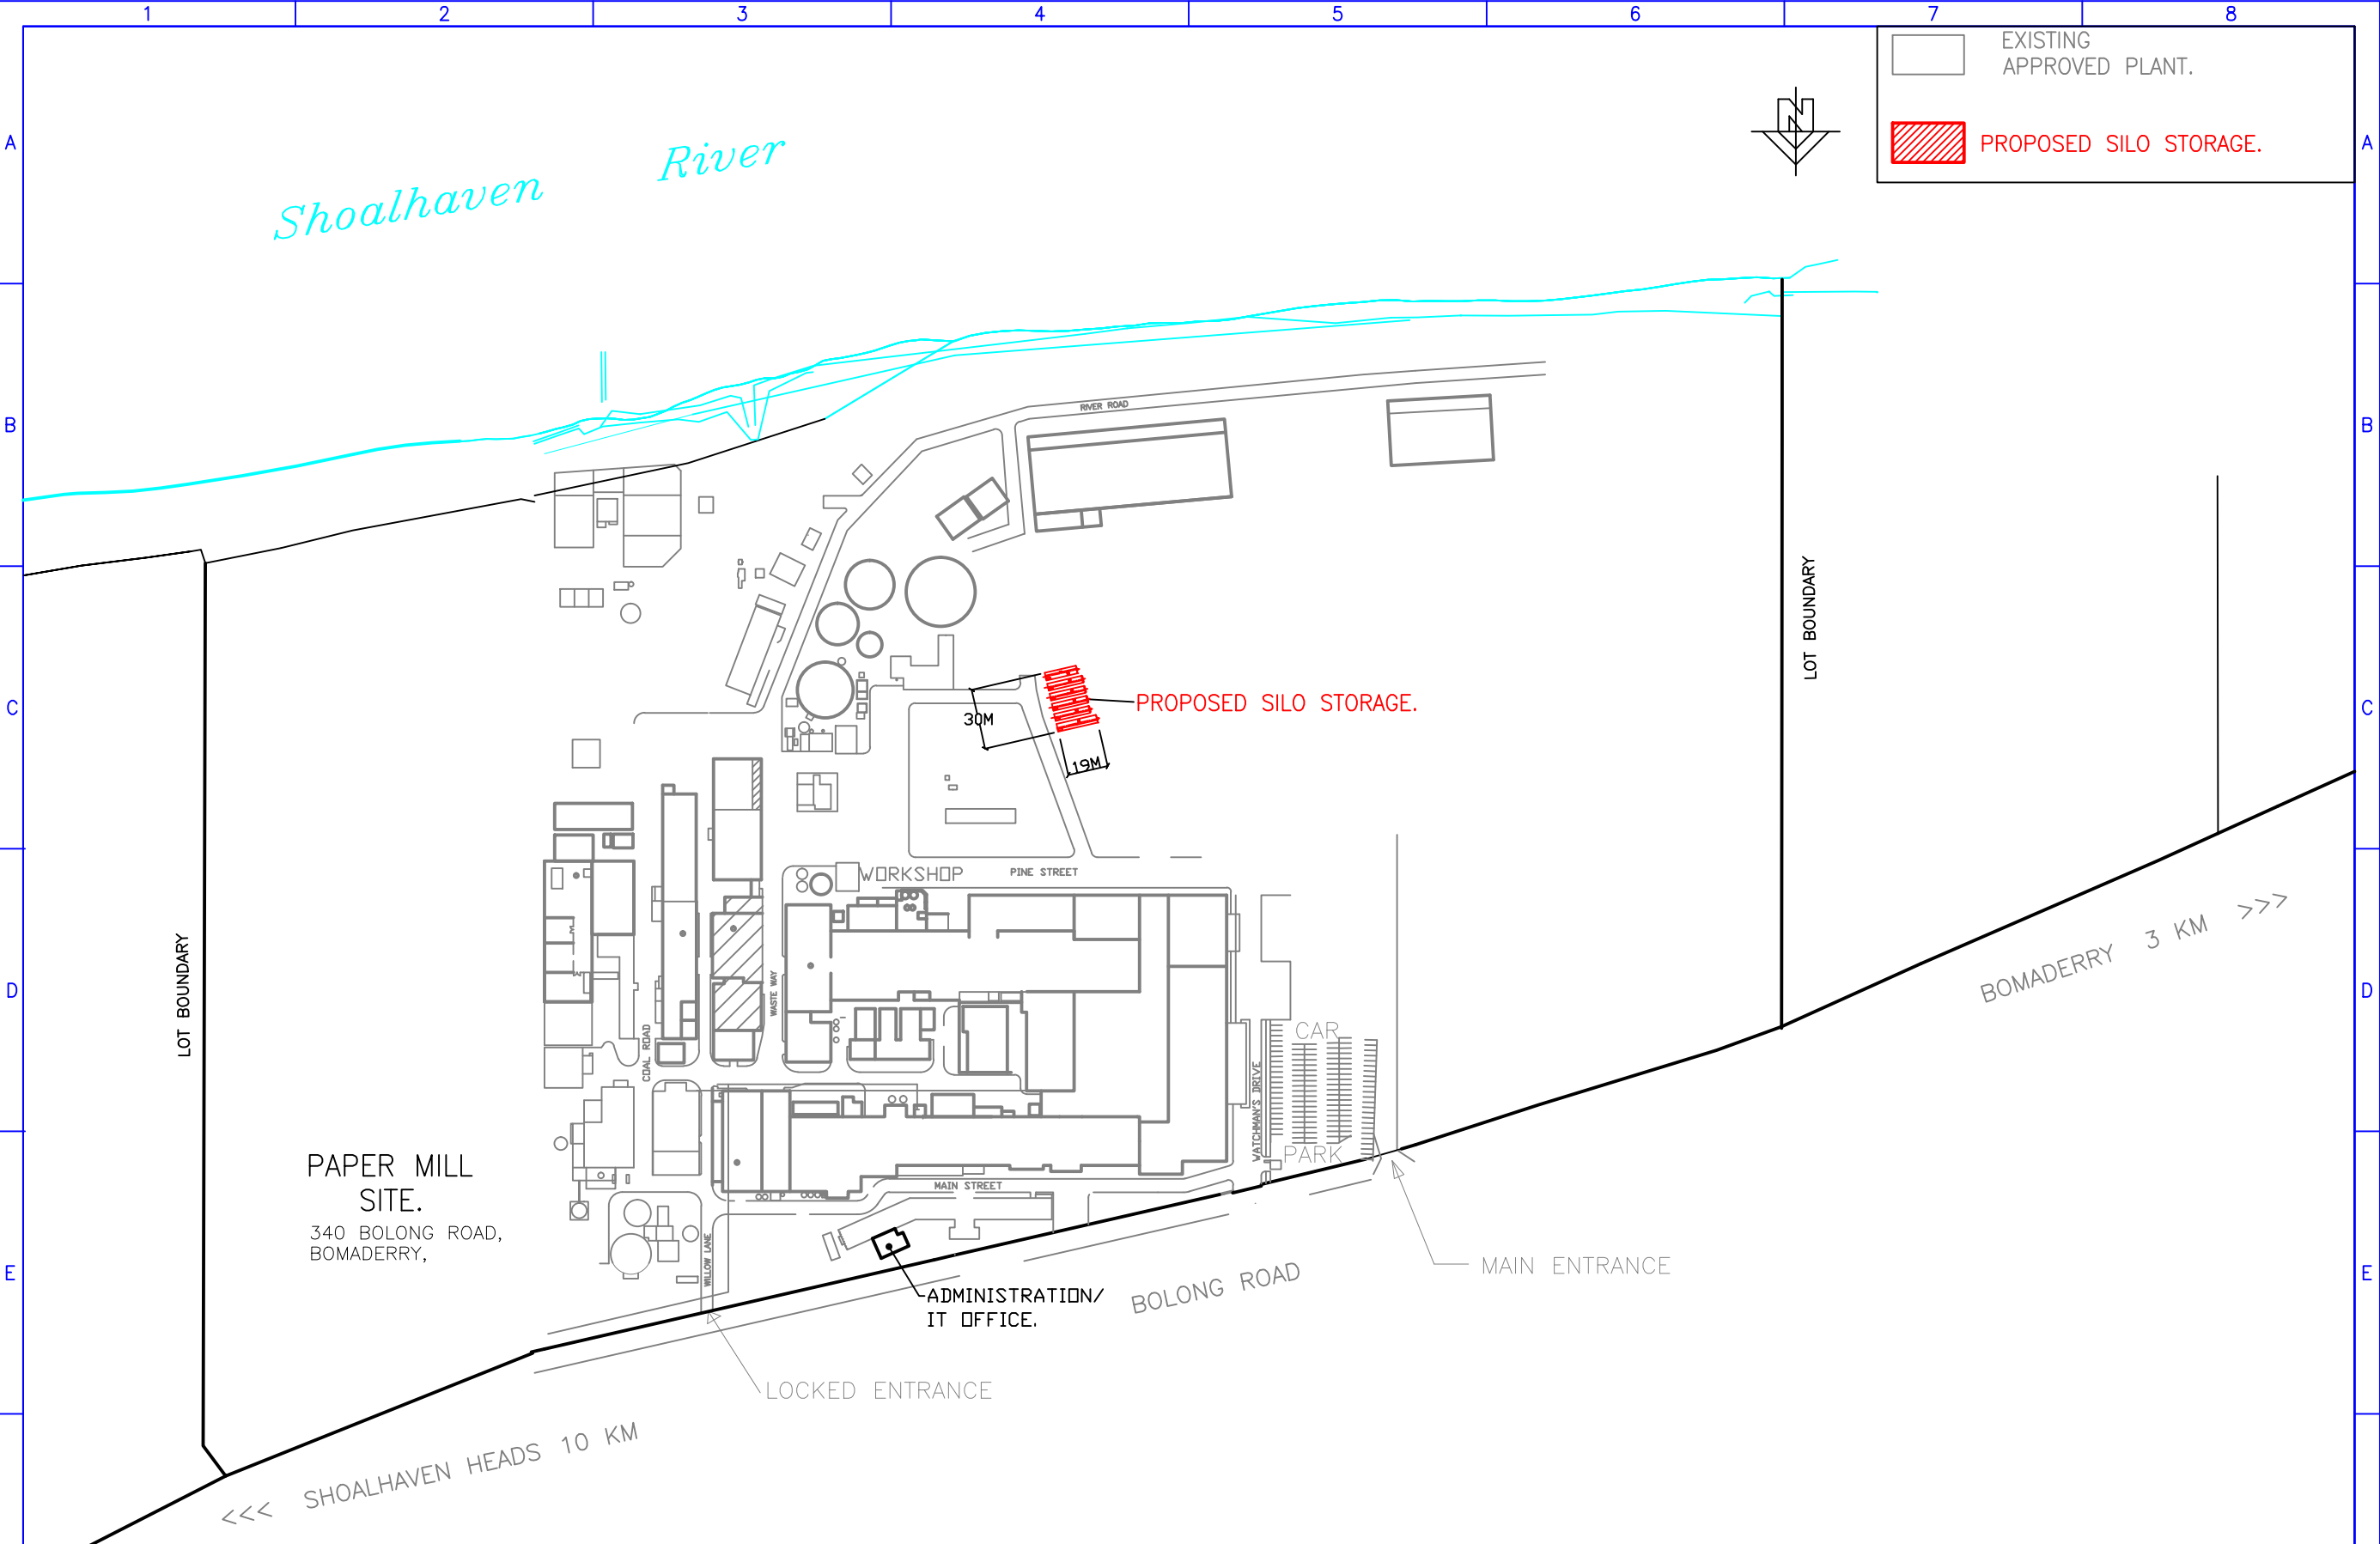 1 2 3 4 5 6 7 8
EXISTING
APPROVED PLANT.
A A
N
PROPOSED SILO STORAGE.
Shoalhaven River
RIVER ROAD
B B
LOT BOUNDARY
PROPOSED SILO STORAGE.
C C
30M
19M
WORKSHOP
PINE STREET
BOMADERRY 3 KM >>>
LOT BOUNDARY
WASTE WAY
D D
COAL ROAD
CAR
PARK
WATCHMAN'S DRIVE
PAPER MILL
SITE.
340 BOLONG ROAD,
BOMADERRY,
MAIN STREET
WILLOW LANE
E E
MAIN ENTRANCE
BOLONG ROAD
ADMINISTRATION/
IT OFFICE.
LOCKED ENTRANCE
<<< SHOALHAVEN HEADS 10 KM